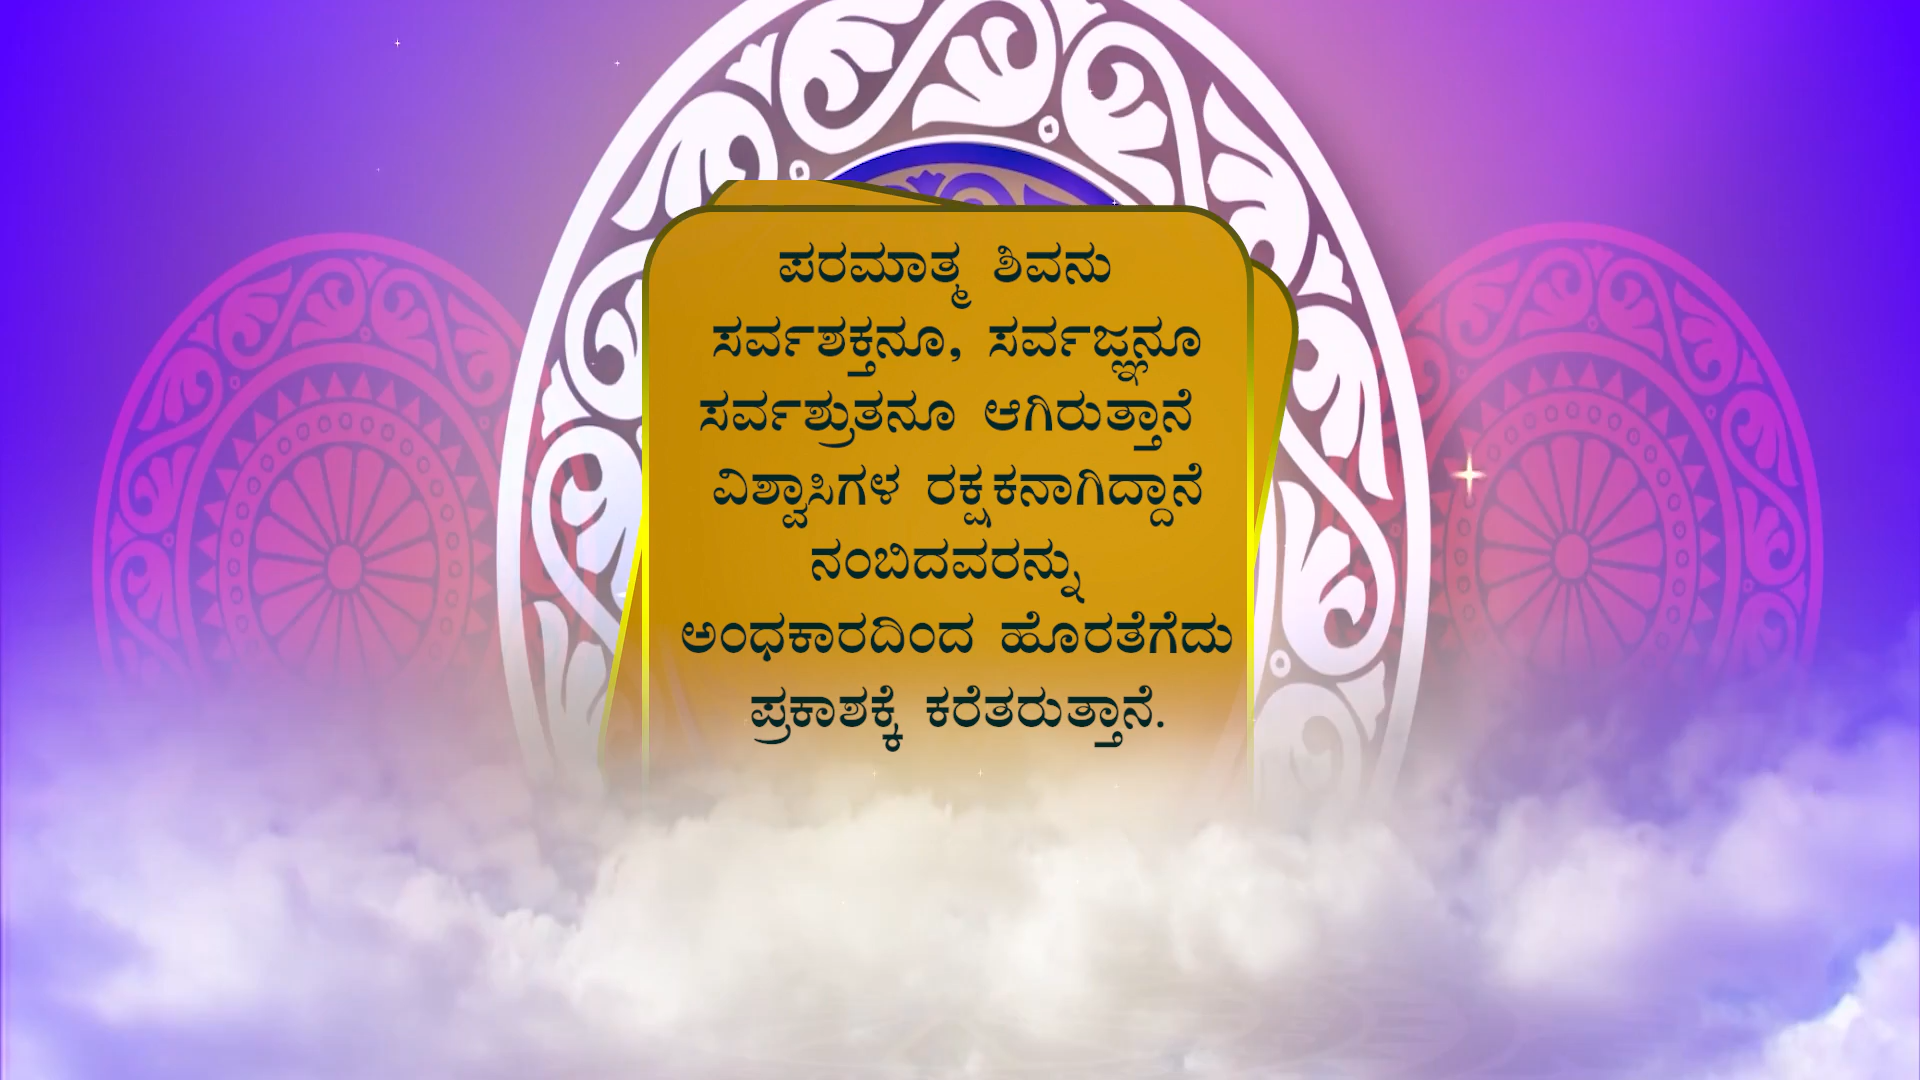 ಪರಮಾತ್ಮ ಶಿವನು
ಸರ್ವಶಕ್ತನೂ, ಸರ್ವಜ್ಞನೂ
ಸರ್ವಶ್ರುತನೂ ಆಗಿರುತ್ತಾನೆ
ವಿಶ್ವಾಸಿಗಳ ರಕ್ಷಕನಾಗಿದ್ದಾನೆ
ನಂಬಿದವರನ್ನು
ಅಂಧಕಾರದಿಂದ ಹೊರತೆಗೆದು
ಪ್ರಕಾಶಕ್ಕೆ ಕರೆತರುತ್ತಾನೆ.